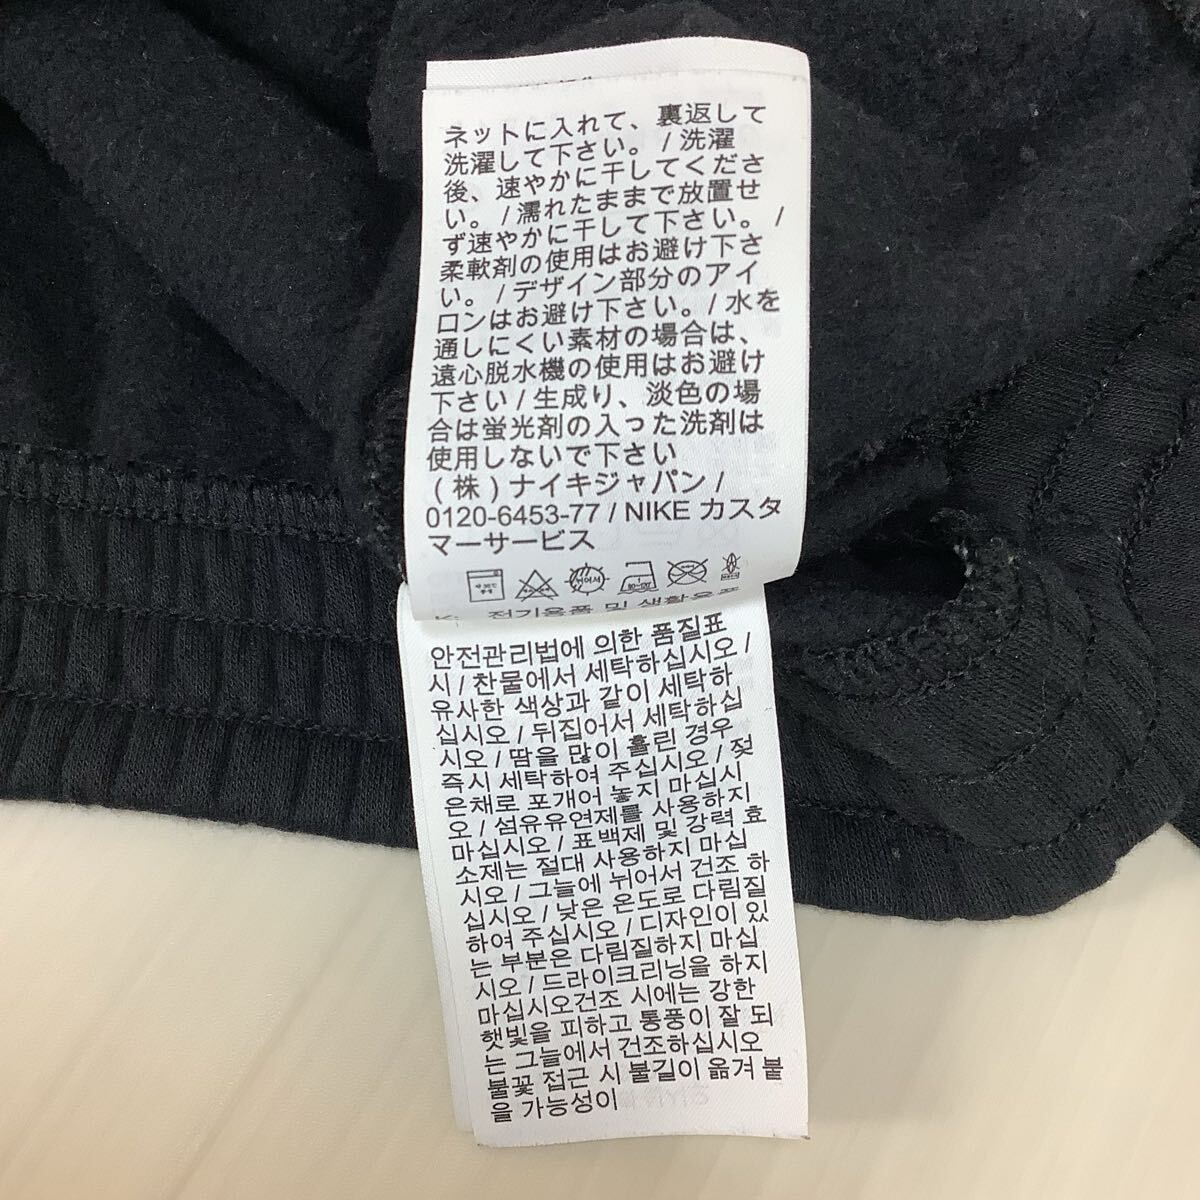 ネットに入れて、裏返して
洗濯して下さい。 / 洗濯
後、速やかに干してくださ
い。 / 濡れたままで放置せ
ず速やかに干して下さい。 /
柔軟剤の使用はお避け下さ
い。 / デザイン部分のアイ
ロンはお避け下さい。 / 水を
通しにくい素材の場合は、
遠心脱水機の使用はお避け
下さい / 生成り、淡色の場
合は蛍光剤の入った洗剤は
使用しないで下さい
(株)ナイキジャパン /
0120-6453-77 / NIKE カスタ
マーサービス
전기용품 및 생활용품
안전관리법에 의한 품질표
시 / 찬물에서 세탁하십시오 /
유사한 색상과 같이 세탁하
십시오 / 뒤집어서 세탁하십
시오 / 땀을 많이 흘린 경우
즉시 세탁하여 주십시오 / 젖
은채로 포개어 놓지 마십시
오 / 섬유유연제를 사용하지
마십시오 / 표백제 및 강력 효
소제는 절대 사용하지 마십
시오 / 그늘에 뉘어서 건조 하
십시오 / 낮은 온도로 다림질
하여 주십시오 / 디자인이 있
는 부분은 다림질하지 마십
시오 / 드라이크리닝을 하지
마십시오건조 시에는 강한
햇빛을 피하고 통풍이 잘 되
는 그늘에서 건조하십시오
불꽃 접근 시 불길이 옮겨 붙
을 가능성이